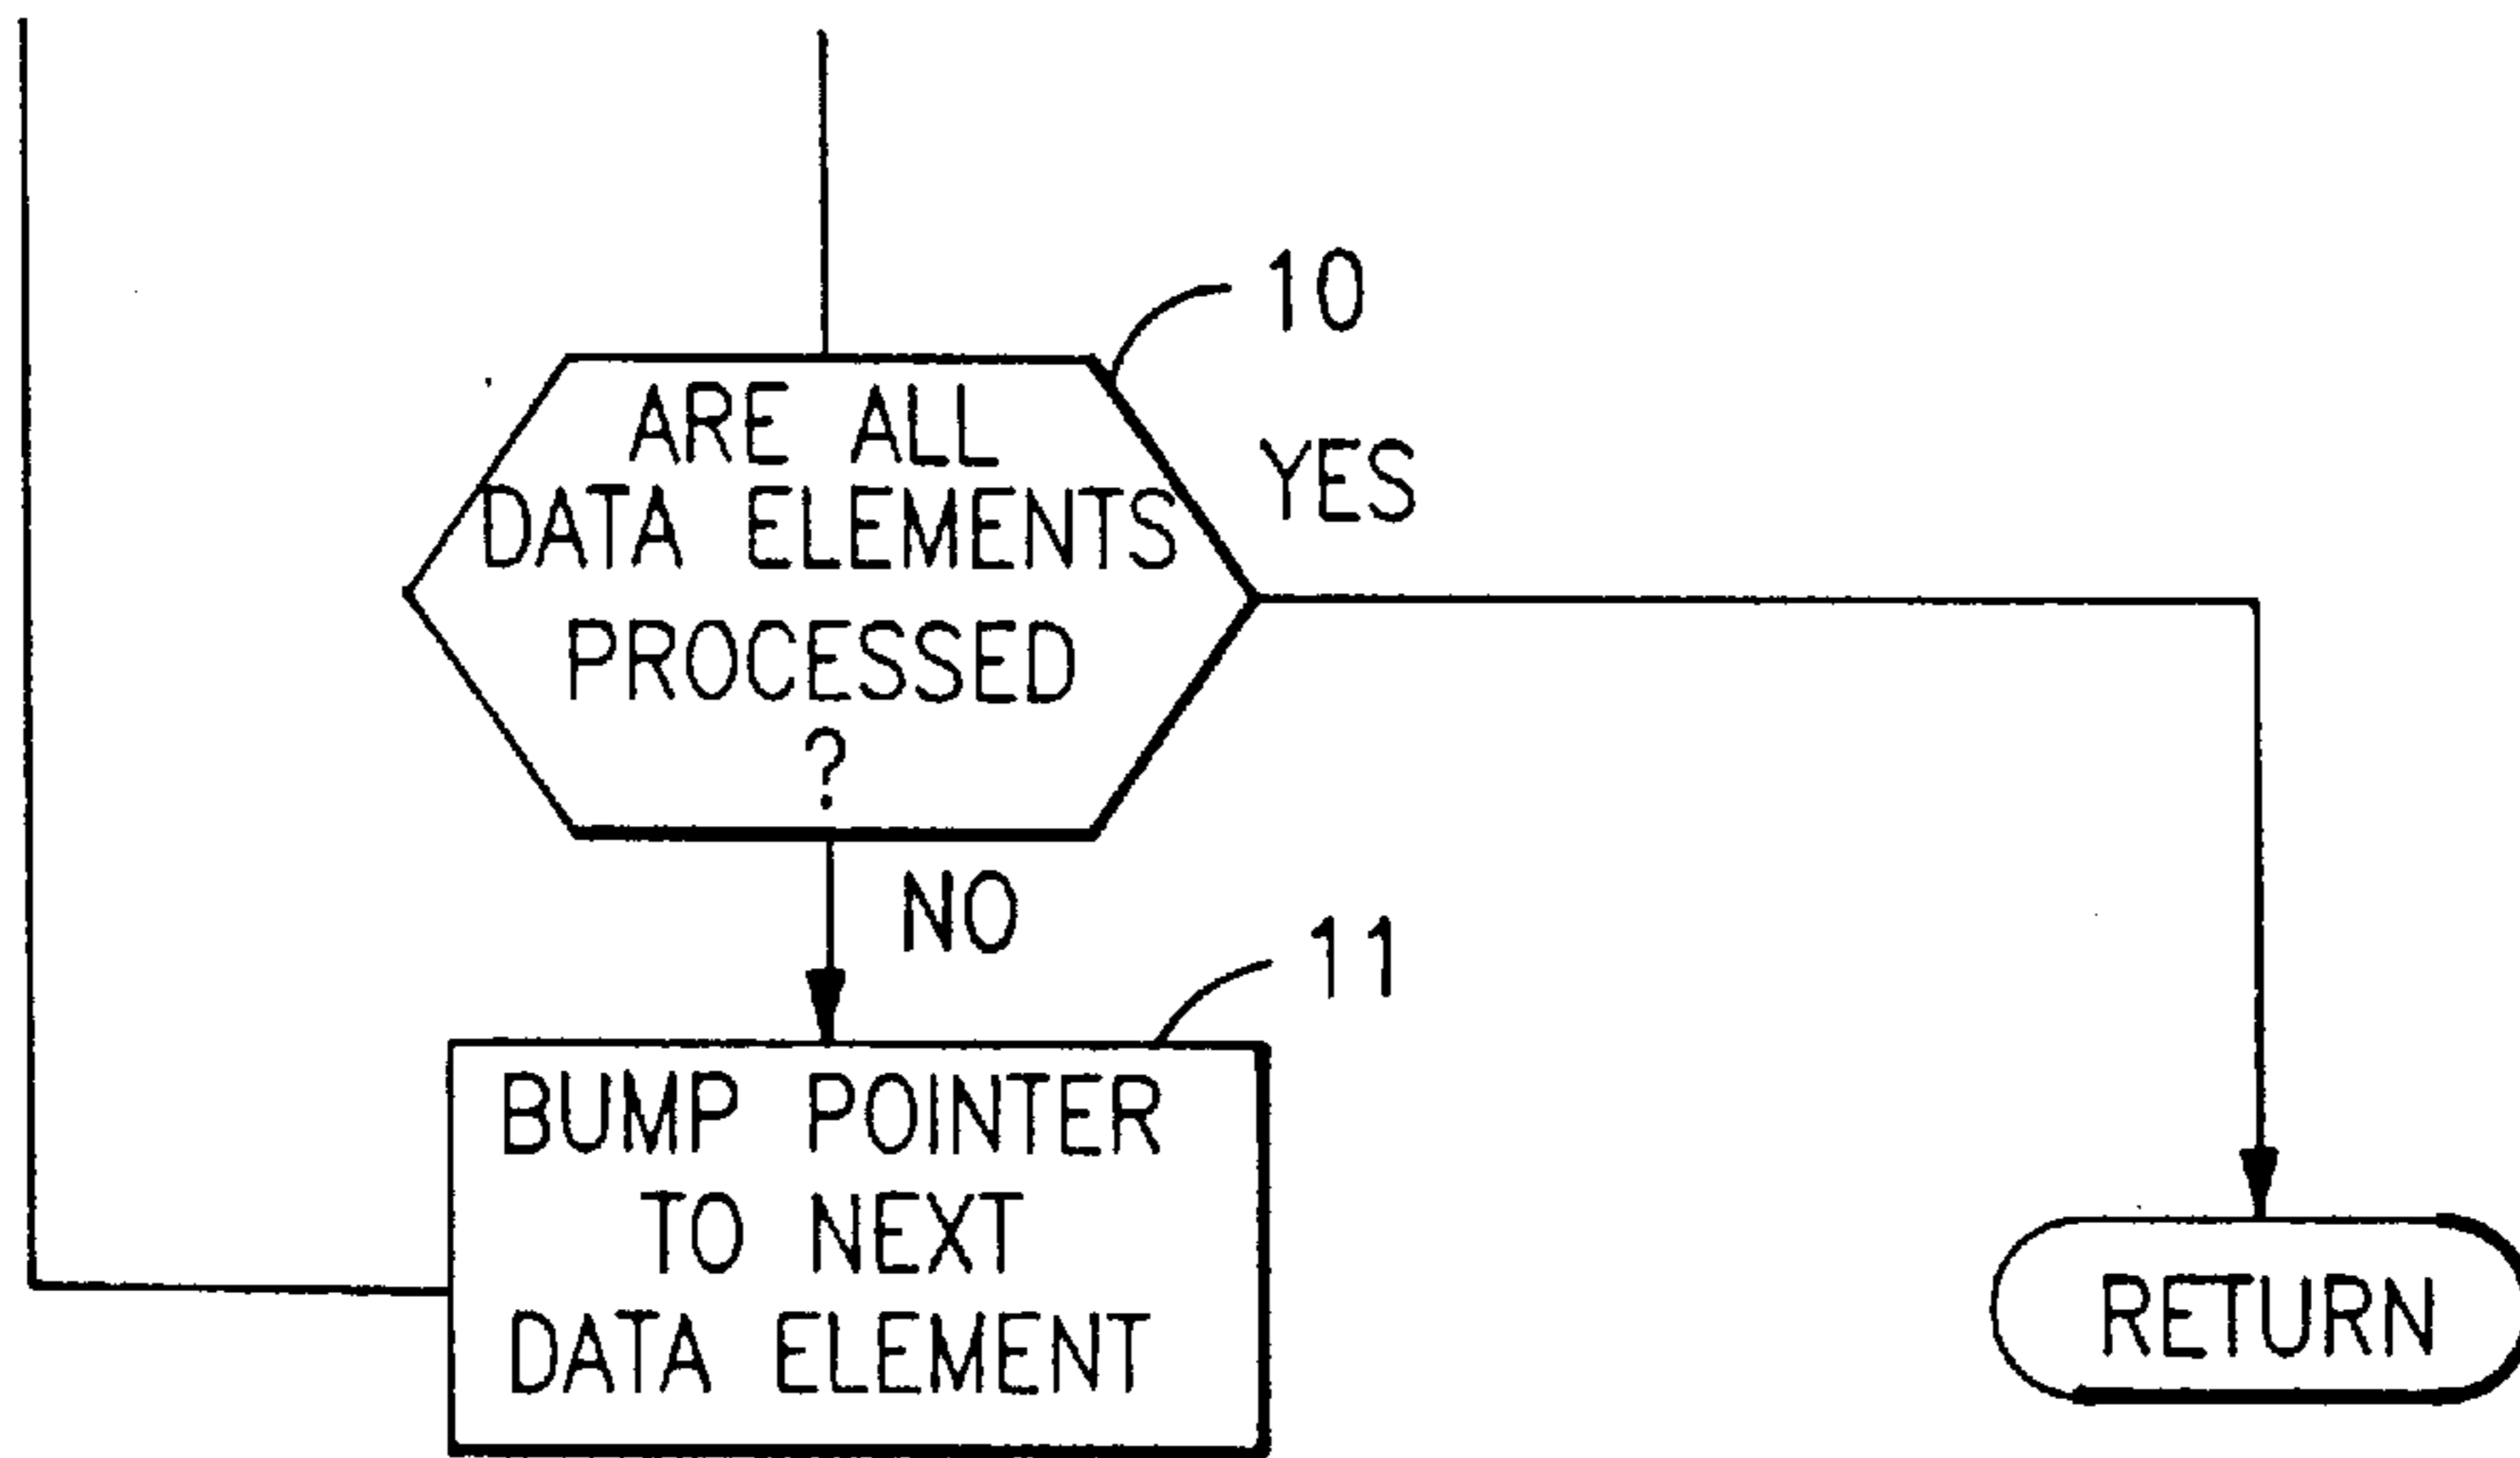 10
ARE ALL
DATA ELEMENTS
PROCESSED
?
YES
NO
11
BUMP POINTER
TO NEXT
DATA ELEMENT
RETURN